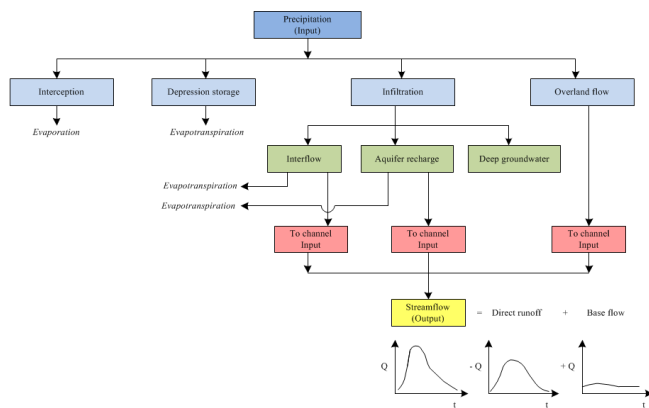 Precipitation
(Input)
Interception
Depression storage
Infiltration
Overland flow
Evaporation
Evapotranspiration
Interflow
Aquifer recharge
Deep groundwater
Evapotranspiration
Evapotranspiration
To channel
Input
To channel
Input
To channel
Input
Streamflow
(Output)
= Direct runoff + Base flow
Q
- Q
+ Q
t
t
t